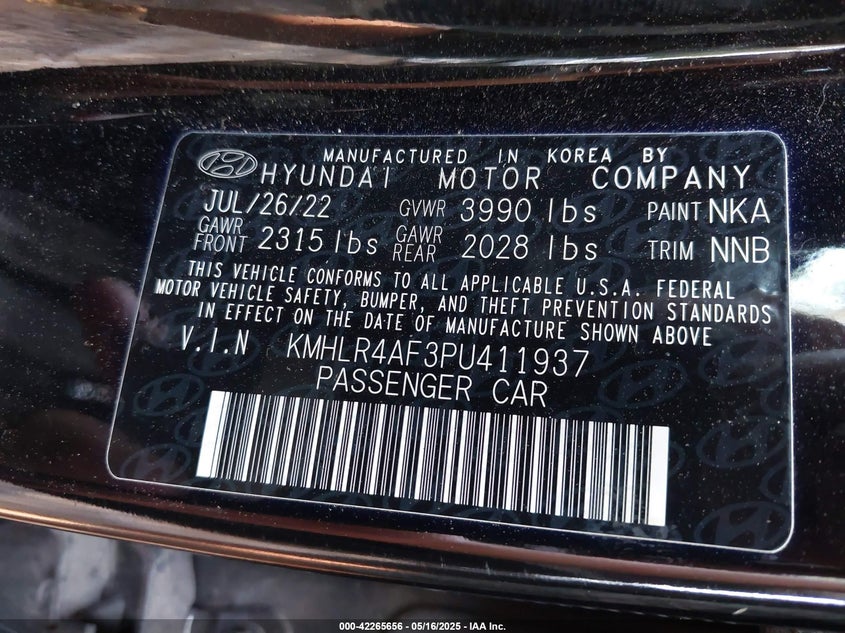 MANUFACTURED IN KOREA BY
HYUNDAI MOTOR COMPANY
JUL/26/22 GVWR 3990 lbs PAINT NKA
GAWR FRONT 2315 lbs GAWR REAR 2028 lbs TRIM NNB
THIS VEHICLE CONFORMS TO ALL APPLICABLE U.S.A. FEDERAL
MOTOR VEHICLE SAFETY, BUMPER, AND THEFT PREVENTION STANDARDS
IN EFFECT ON THE DATE OF MANUFACTURE SHOWN ABOVE
V.I.N KMHLR4AF3PU411937
PASSENGER CAR
000-42265656 - 05/16/2025 - IAA Inc.